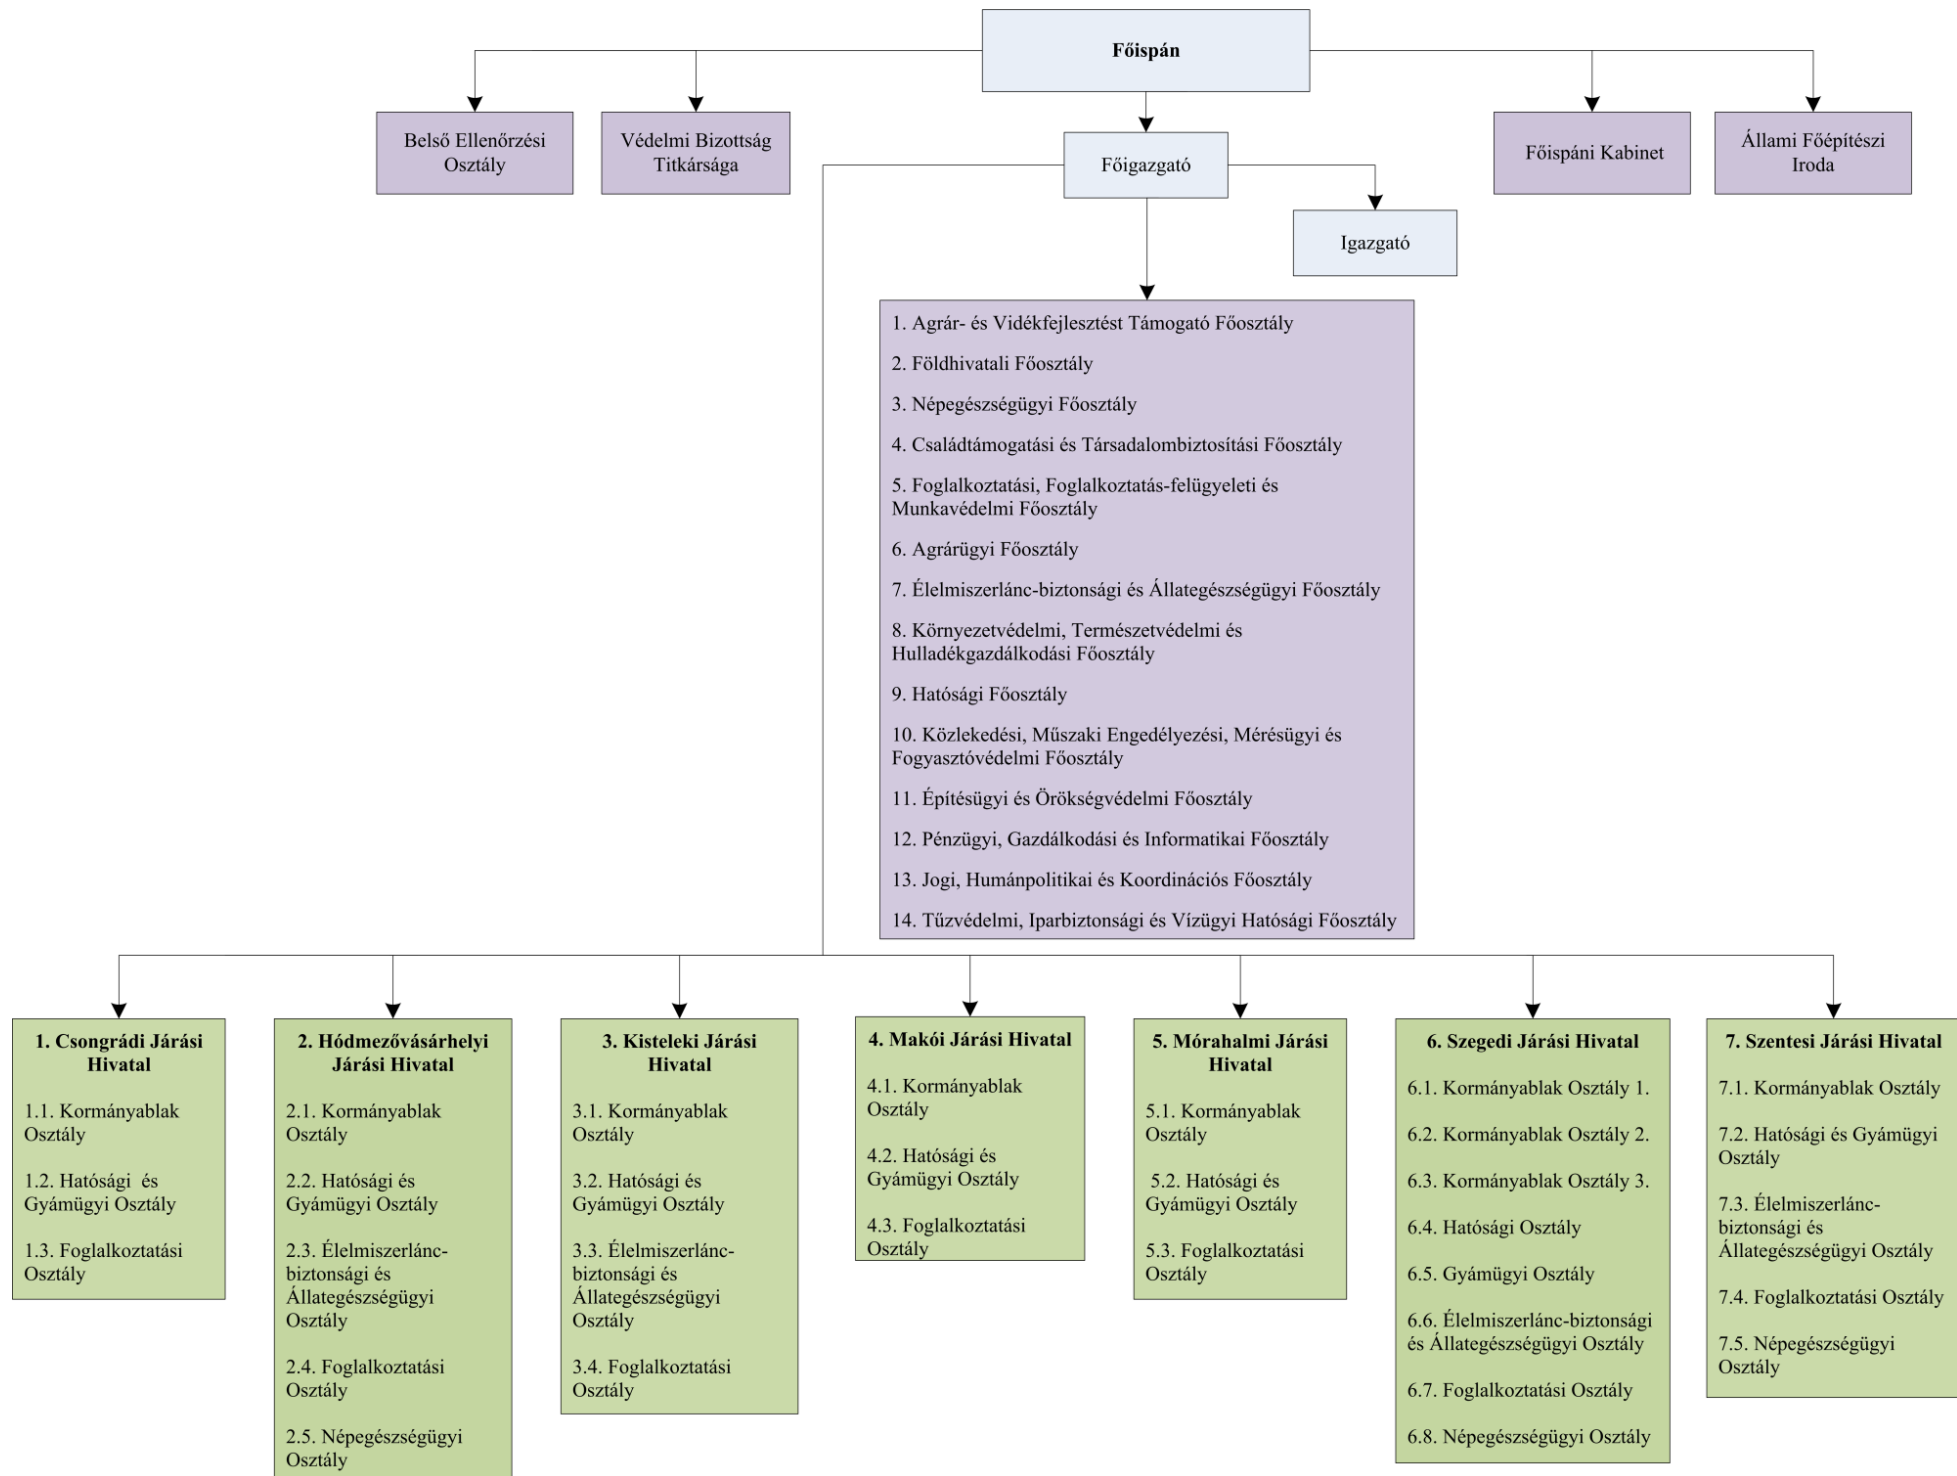 Főispán
Belső Ellenőrzési
Osztály
Védelmi Bizottság
Titkársága
Főigazgató
Főispáni Kabinet
Állami Főépítészi
Iroda
Igazgató
1. Agrár- és Vidékfejlesztést Támogató Főosztály
2. Földhivatali Főosztály
3. Népegészségügyi Főosztály
4. Családtámogatási és Társadalombiztosítási Főosztály
5. Foglalkoztatási, Foglalkoztatás-felügyeleti és
Munkavédelmi Főosztály
6. Agrárügyi Főosztály
7. Élelmiszerlánc-biztonsági és Állategészségügyi Főosztály
8. Környezetvédelmi, Természetvédelmi és
Hulladékgazdálkodási Főosztály
9. Hatósági Főosztály
10. Közlekedési, Műszaki Engedélyezési, Mérésügyi és
Fogyasztóvédelmi Főosztály
11. Építésügyi és Örökségvédelmi Főosztály
12. Pénzügyi, Gazdálkodási és Informatikai Főosztály
13. Jogi, Humánpolitikai és Koordinációs Főosztály
14. Tűzvédelmi, Iparbiztonsági és Vízügyi Hatósági Főosztály
1. Csongrádi Járási
Hivatal
1.1. Kormányablak
Osztály
1.2. Hatósági  és
Gyámügyi Osztály
1.3. Foglalkoztatási
Osztály
2. Hódmezővásárhelyi
Járási Hivatal
2.1. Kormányablak
Osztály
2.2. Hatósági és
Gyámügyi Osztály
2.3. Élelmiszerlánc-
biztonsági és
Állategészségügyi
Osztály
2.4. Foglalkoztatási
Osztály
2.5. Népegészségügyi
Osztály
3. Kisteleki Járási
Hivatal
3.1. Kormányablak
Osztály
3.2. Hatósági és
Gyámügyi Osztály
3.3. Élelmiszerlánc-
biztonsági és
Állategészségügyi
Osztály
3.4. Foglalkoztatási
Osztály
4. Makói Járási Hivatal
4.1. Kormányablak
Osztály
4.2. Hatósági és
Gyámügyi Osztály
4.3. Foglalkoztatási
Osztály
5. Mórahalmi Járási
Hivatal
5.1. Kormányablak
Osztály
5.2. Hatósági és
Gyámügyi Osztály
5.3. Foglalkoztatási
Osztály
6. Szegedi Járási Hivatal
6.1. Kormányablak Osztály 1.
6.2. Kormányablak Osztály 2.
6.3. Kormányablak Osztály 3.
6.4. Hatósági Osztály
6.5. Gyámügyi Osztály
6.6. Élelmiszerlánc-biztonsági
és Állategészségügyi Osztály
6.7. Foglalkoztatási Osztály
6.8. Népegészségügyi Osztály
7. Szentesi Járási Hivatal
7.1. Kormányablak Osztály
7.2. Hatósági és Gyámügyi
Osztály
7.3. Élelmiszerlánc-
biztonsági és
Állategészségügyi Osztály
7.4. Foglalkoztatási Osztály
7.5. Népegészségügyi
Osztály